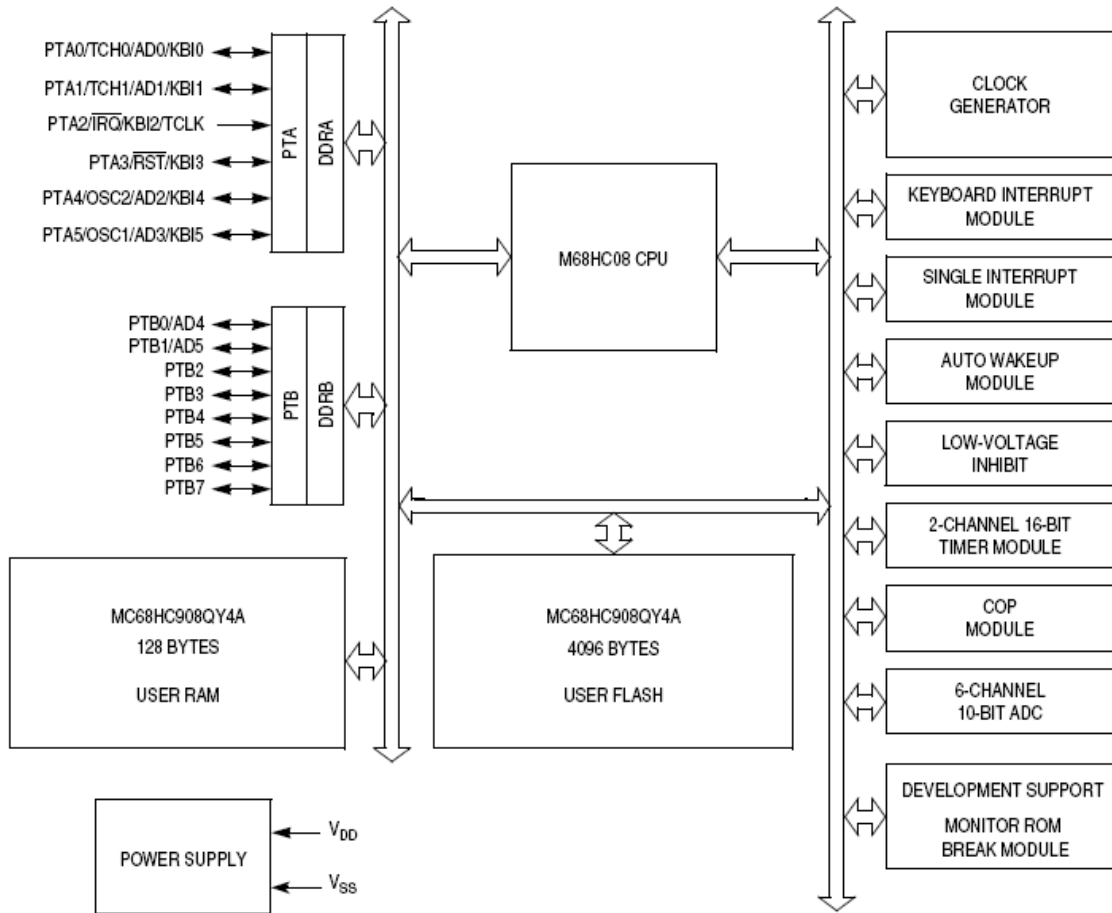 PTA0/TCH0/AD0/KBI0
PTA1/TCH1/AD1/KBI1
PTA2/IRQ/KBI2/TCLK
PTA3/RST/KBI3
PTA4/OSC2/AD2/KBI4
PTA5/OSC1/AD3/KBI5
PTA
DDRA
PTB0/AD4
PTB1/AD5
PTB2
PTB3
PTB4
PTB5
PTB6
PTB7
PTB
DDRB
M68HC08 CPU
MC68HC908QY4A
128 BYTES
USER RAM
MC68HC908QY4A
4096 BYTES
USER FLASH
POWER SUPPLY
VDD
VSS
CLOCK
GENERATOR
KEYBOARD INTERRUPT
MODULE
SINGLE INTERRUPT
MODULE
AUTO WAKEUP
MODULE
LOW-VOLTAGE
INHIBIT
2-CHANNEL 16-BIT
TIMER MODULE
COP
MODULE
6-CHANNEL
10-BIT ADC
DEVELOPMENT SUPPORT
MONITOR ROM
BREAK MODULE